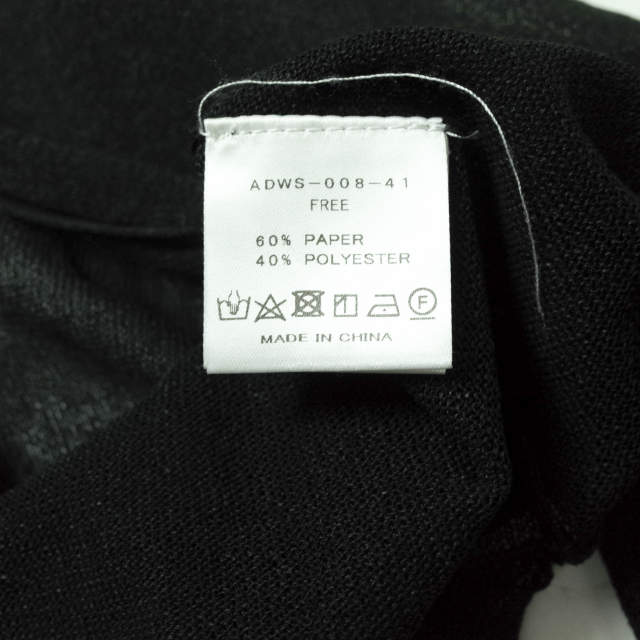 ADWS-008-41
FREE
60% PAPER
40% POLYESTER
F
MADE IN CHINA